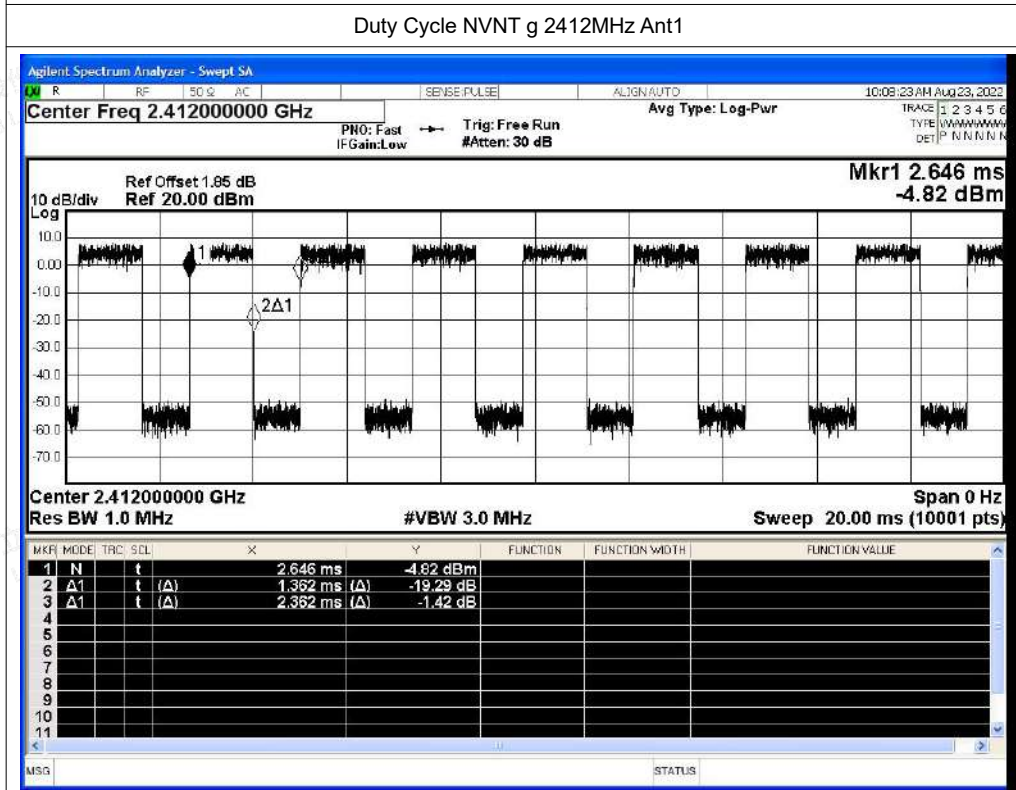 Duty Cycle NVNT g 2412MHz Ant1
Agilent Spectrum Analyzer - Swept SA
R RF 50 Ω AC SENSE:PULSE ALIGN AUTO 10:08:23 AM Aug 23, 2022
Center Freq 2.412000000 GHz Avg Type: Log-Pwr TRACE 1 2 3 4 5 6
PNO: Fast Trig: Free Run TYPE
IFGain:Low #Atten: 30 dB DET P N N N N N
Mkr1 2.646 ms
Ref Offset 1.85 dB
10 dB/div Ref 20.00 dBm -4.82 dBm
Log
10.0
0.00
-10.0
-20.0
-30.0
-40.0
-50.0
-60.0
-70.0
1
2Δ1
Center 2.412000000 GHz Span 0 Hz
Res BW 1.0 MHz #VBW 3.0 MHz Sweep 20.00 ms (10001 pts)
MKR MODE TRC SCL X Y FUNCTION FUNCTION WIDTH FUNCTION VALUE
1 N t 2.646 ms -4.82 dBm
2 Δ1 t (Δ) 1.362 ms (Δ) -19.29 dB
3 Δ1 t (Δ) 2.362 ms (Δ) -1.42 dB
4
5
6
7
8
9
10
11
MSG STATUS